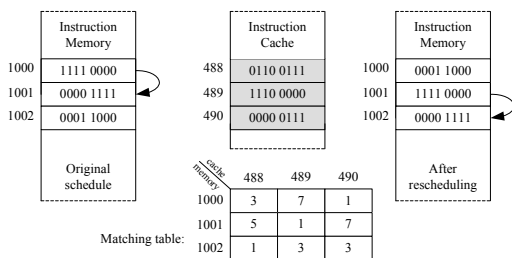 Instruction Memory
1000 1111 0000
1001 0000 1111
1002 0001 1000
Original schedule
Instruction Cache
488 0110 0111
489 1110 0000
490 0000 0111
Instruction Memory
1000 0001 1000
1001 1111 0000
1002 0000 1111
After rescheduling
Matching table:
cache
memory
488 489 490
1000 3 7 1
1001 5 1 7
1002 1 3 3